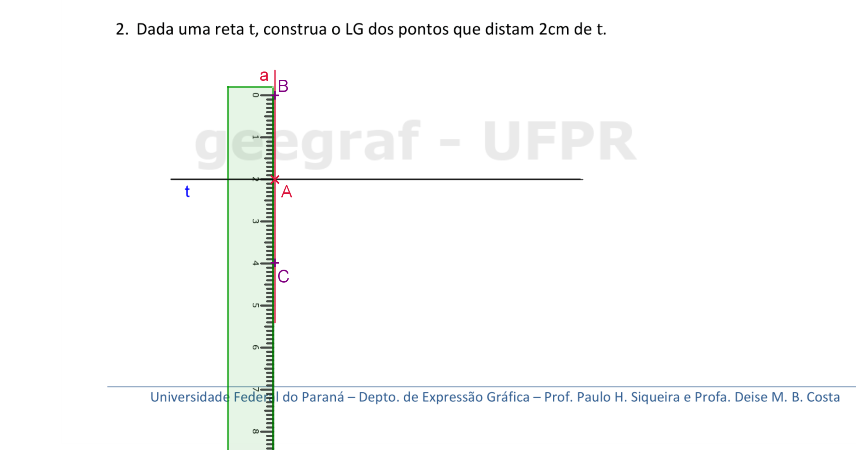 2. Dada uma reta t, construa o LG dos pontos que distam 2cm de t.
a
B
0
geegraf - UFPR
1
2
t
A
3
4
C
5
6
7
Universidade Federal do Paraná – Depto. de Expressão Gráfica – Prof. Paulo H. Siqueira e Profa. Deise M. B. Costa
8